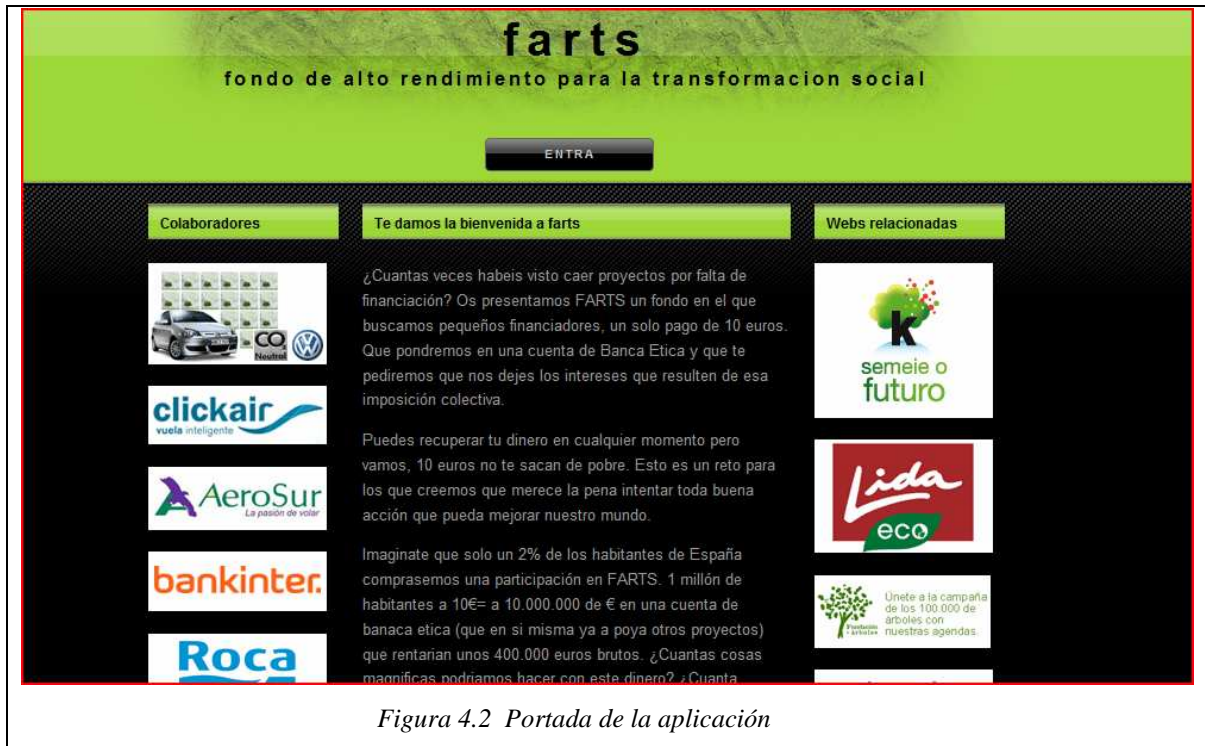 farts
fondo de alto rendimiento para la transformacion social
ENTRA
Colaboradores
CO2
Neutral
clickair
vuela inteligente
AeroSur
La pasión de volar
bankinter.
Roca
Te damos la bienvenida a farts
¿Cuantas veces habeis visto caer proyectos por falta de
financiación? Os presentamos FARTS un fondo en el que
buscamos pequeños financiadores, un solo pago de 10 euros.
Que pondremos en una cuenta de Banca Etica y que te
pediremos que nos dejes los intereses que resulten de esa
imposición colectiva.
Puedes recuperar tu dinero en cualquier momento pero
vamos, 10 euros no te sacan de pobre. Esto es un reto para
los que creemos que merece la pena intentar toda buena
acción que pueda mejorar nuestro mundo.
Imaginate que solo un 2% de los habitantes de España
comprasemos una participación en FARTS. 1 millón de
habitantes a 10€= a 10.000.000 de € en una cuenta de
banaca etica (que en si misma ya a poya otros proyectos)
que rentarian unos 400.000 euros brutos. ¿Cuantas cosas
magnificas podriamos hacer con este dinero? ¿Cuanta
Webs relacionadas
k
semeie o
futuro
Lida
eco
Fundación
+árboles
Únete a la campaña
de los 100.000 de
árboles con
nuestras agendas.
Figura 4.2 Portada de la aplicación